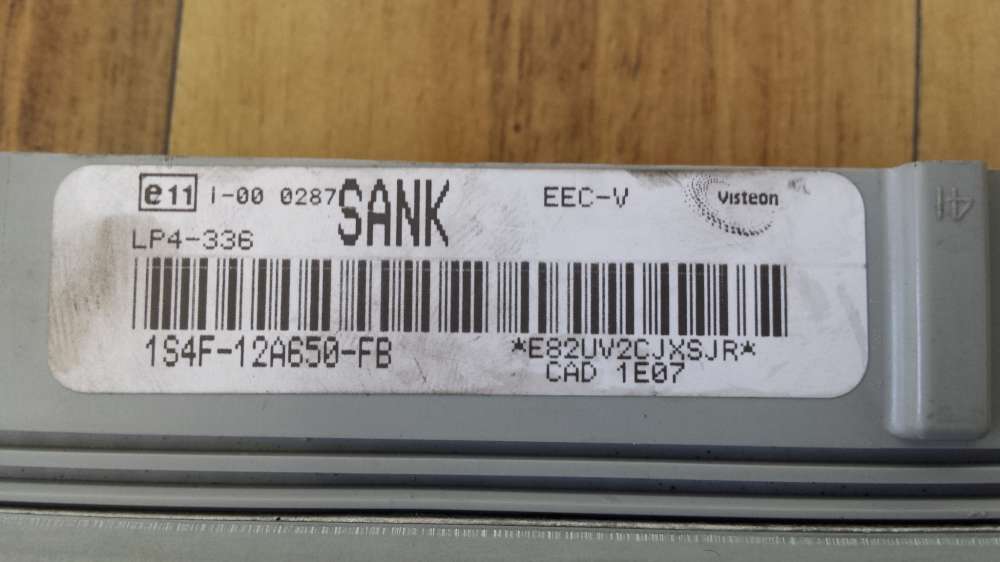 e11 I-00 0287 SANK EEC-V Visteon
LP4-336
1S4F-12A650-FB *E82UV2CJXSJR*
CAD 1E07
41